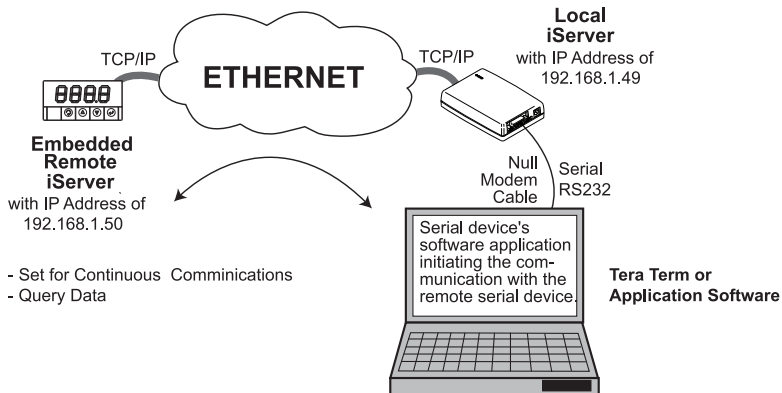 Local
iServer
with IP Address of
192.168.1.49
TCP/IP
TCP/IP
ETHERNET
888.8
Embedded
Remote
iServer
with IP Address of
192.168.1.50
Null
Modem
Cable
Serial
RS232
- Set for Continuous Comminications
- Query Data
Serial device's
software application
initiating the com-
munication with the
remote serial device.
Tera Term or
Application Software